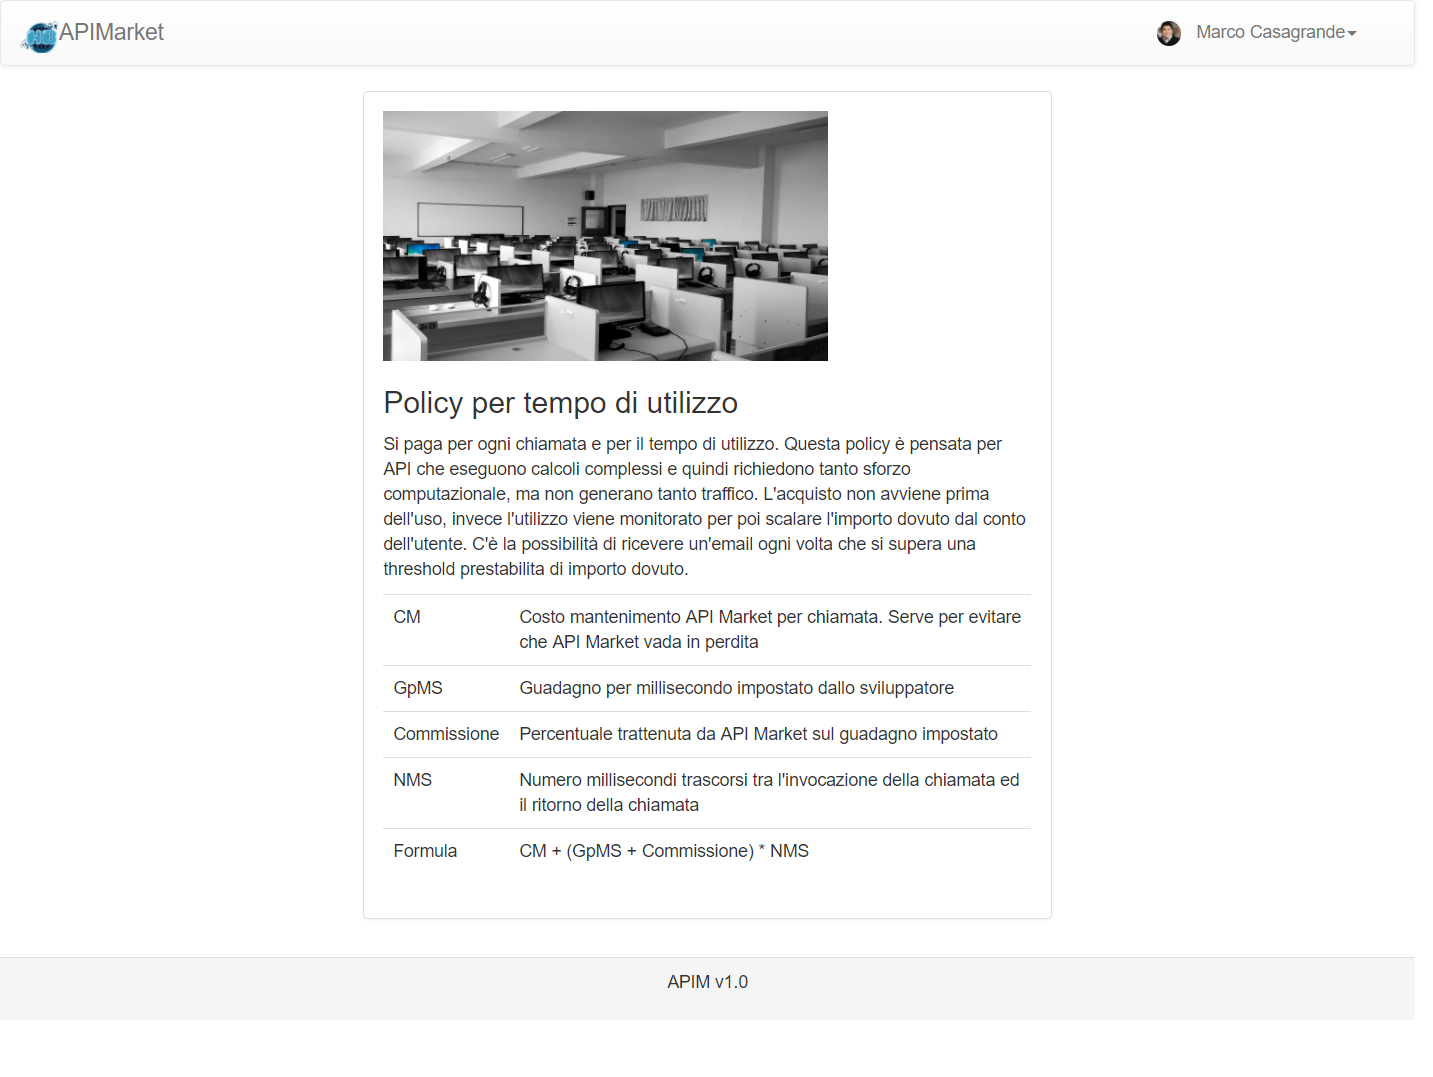 APIMarket
Marco Casagrande
Policy per tempo di utilizzo
Si paga per ogni chiamata e per il tempo di utilizzo. Questa policy è pensata per
API che eseguono calcoli complessi e quindi richiedono tanto sforzo
computazionale, ma non generano tanto traffico. L'acquisto non avviene prima
dell'uso, invece l'utilizzo viene monitorato per poi scalare l'importo dovuto dal conto
dell'utente. C'è la possibilità di ricevere un'email ogni volta che si supera una
threshold prestabilita di importo dovuto.
CM
Costo mantenimento API Market per chiamata. Serve per evitare
che API Market vada in perdita
GpMS
Guadagno per millisecondo impostato dallo sviluppatore
Commissione
Percentuale trattenuta da API Market sul guadagno impostato
NMS
Numero millisecondi trascorsi tra l'invocazione della chiamata ed
il ritorno della chiamata
Formula
CM + (GpMS + Commissione) * NMS
APIM v1.0